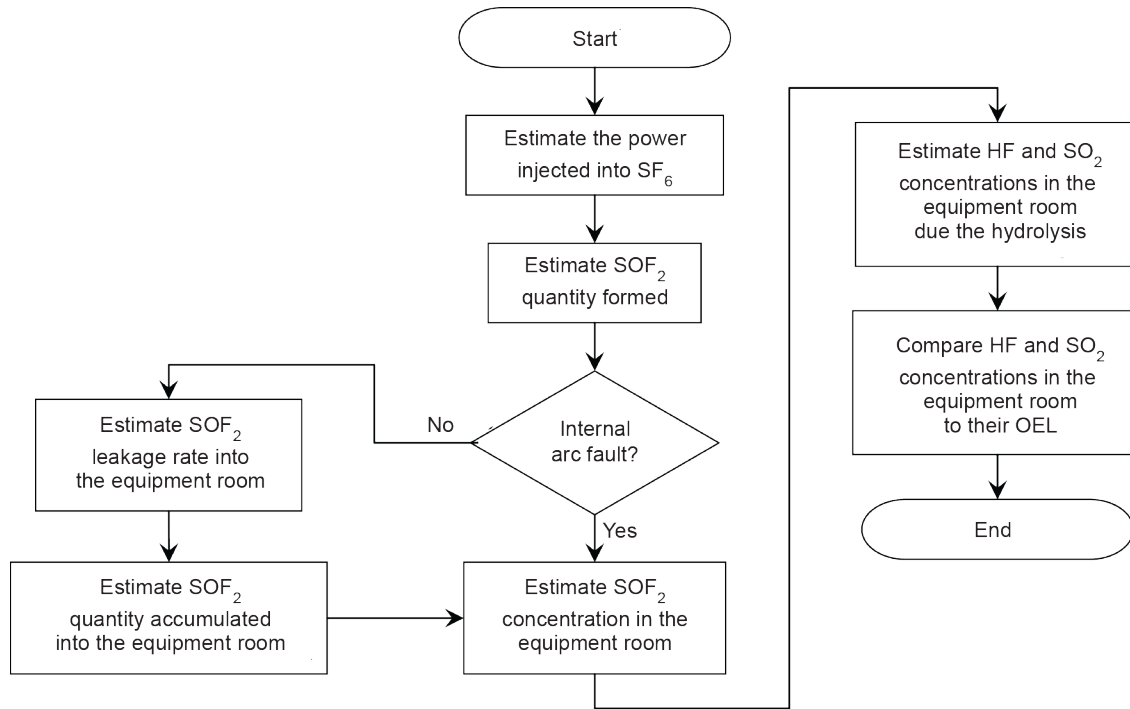 Start
Estimate the power
injected into SF₆
Estimate SOF₂
quantity formed
Internal
arc fault?
No
Yes
Estimate SOF₂
leakage rate into
the equipment room
Estimate SOF₂
quantity accumulated
into the equipment room
Estimate SOF₂
concentration in the
equipment room
Estimate HF and SO₂
concentrations in the
equipment room
due the hydrolysis
Compare HF and SO₂
concentrations in the
equipment room
to their OEL
End